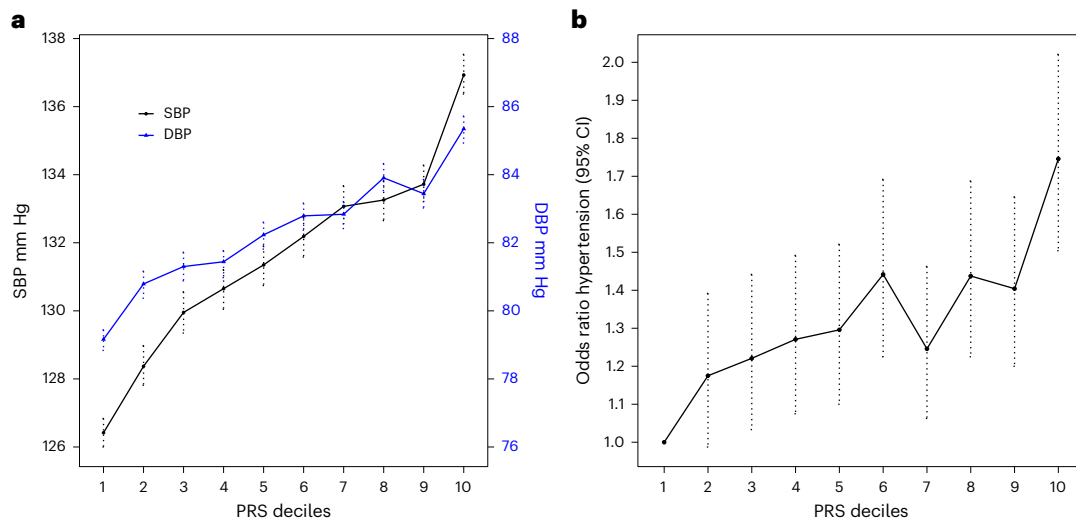 a
138
136
134
132
130
128
126
SBP mm Hg
SBP
DBP
88
86
84
82
80
78
76
DBP mm Hg
1 2 3 4 5 6 7 8 9 10
PRS deciles
b
2.0
1.9
1.8
1.7
1.6
1.5
1.4
1.3
1.2
1.1
1.0
Odds ratio hypertension (95% CI)
1 2 3 4 5 6 7 8 9 10
PRS deciles